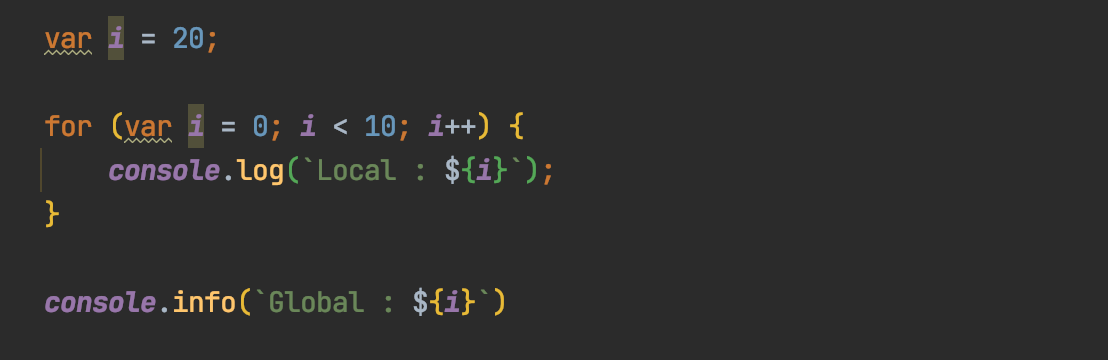 var i = 20;
for (var i = 0; i < 10; i++) {
    console.log(`Local : ${i}`);
}
console.info(`Global : ${i}`)